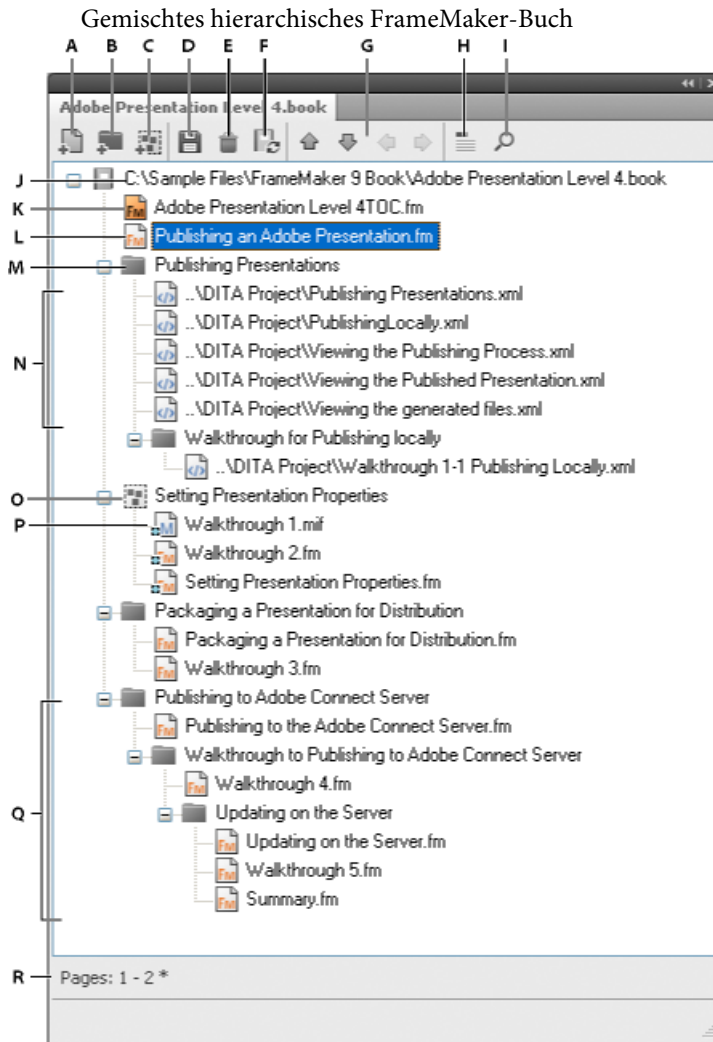 Gemischtes hierarchisches FrameMaker-Buch
A B C D E F G H I
Adobe Presentation Level 4.book
J C:\Sample Files\FrameMaker 9 Book\Adobe Presentation Level 4.book
K Adobe Presentation Level 4TOC.fm
L Publishing an Adobe Presentation.fm
M Publishing Presentations
..\DITA Project\Publishing Presentations.xml
..\DITA Project\PublishingLocally.xml
N ..\DITA Project\Viewing the Publishing Process.xml
..\DITA Project\Viewing the Published Presentation.xml
..\DITA Project\Viewing the generated files.xml
Walkthrough for Publishing locally
..\DITA Project\Walkthrough 1-1 Publishing Locally.xml
O Setting Presentation Properties
P Walkthrough 1.mif
Walkthrough 2.fm
Setting Presentation Properties.fm
Packaging a Presentation for Distribution
Packaging a Presentation for Distribution.fm
Walkthrough 3.fm
Publishing to Adobe Connect Server
Publishing to the Adobe Connect Server.fm
Walkthrough to Publishing to Adobe Connect Server
Walkthrough 4.fm
Q Updating on the Server
Updating on the Server.fm
Walkthrough 5.fm
Summary.fm
R Pages: 1 - 2 *